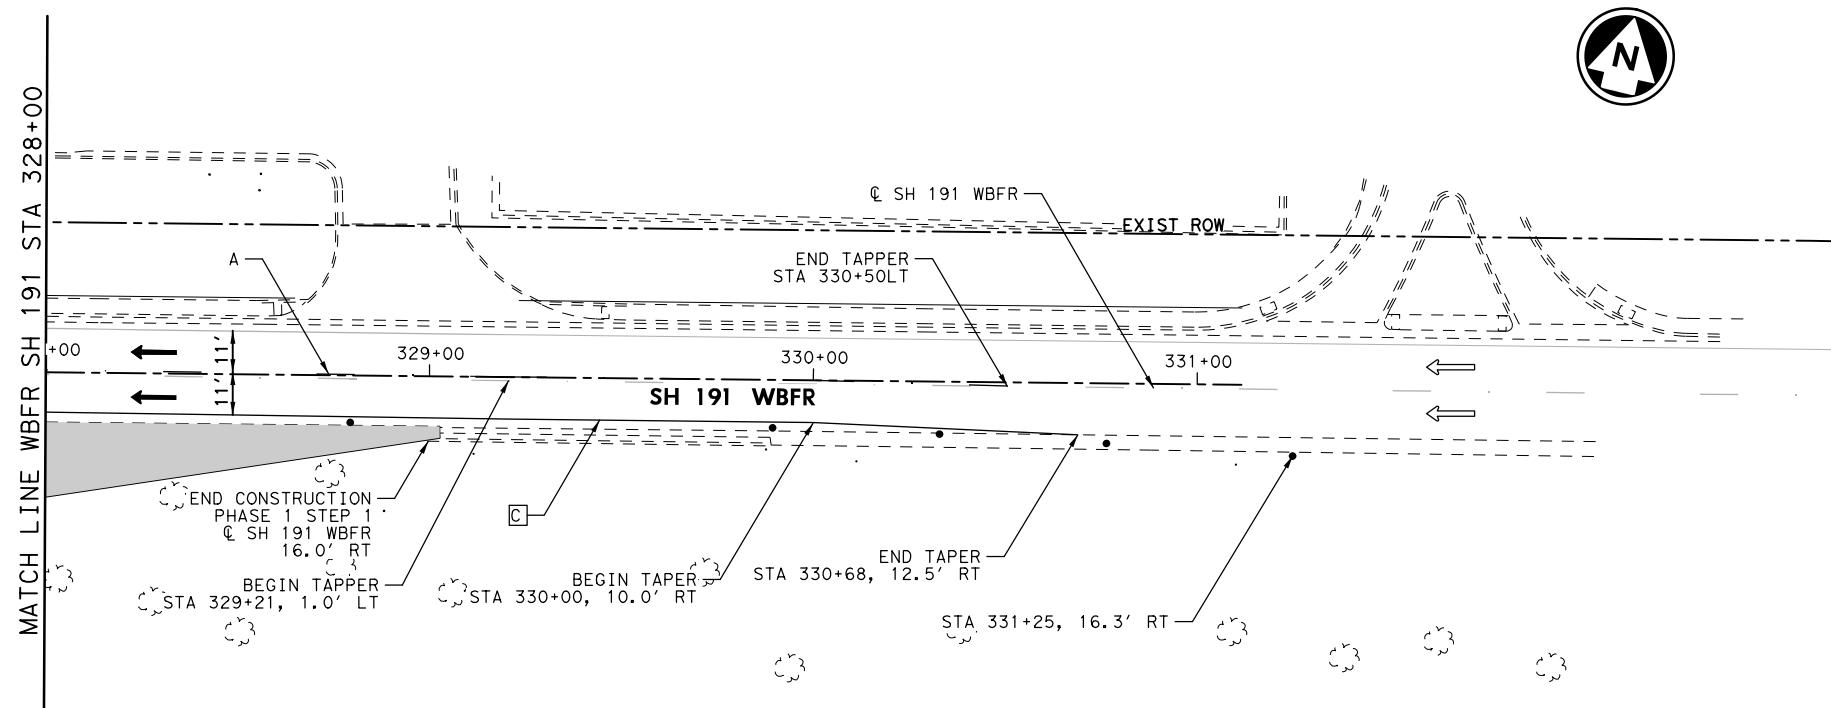 N
MATCH LINE WBFR SH 191 STA 328+00
℄ SH 191 WBFR
EXIST ROW
A
END TAPPER
STA 330+50LT
+00
11'
11'
329+00
330+00
331+00
SH 191 WBFR
END CONSTRUCTION
PHASE 1 STEP 1
℄ SH 191 WBFR
16.0' RT
C
BEGIN TAPPER
STA 329+21, 1.0' LT
BEGIN TAPER
STA 330+00, 10.0' RT
END TAPER
STA 330+68, 12.5' RT
STA 331+25, 16.3' RT